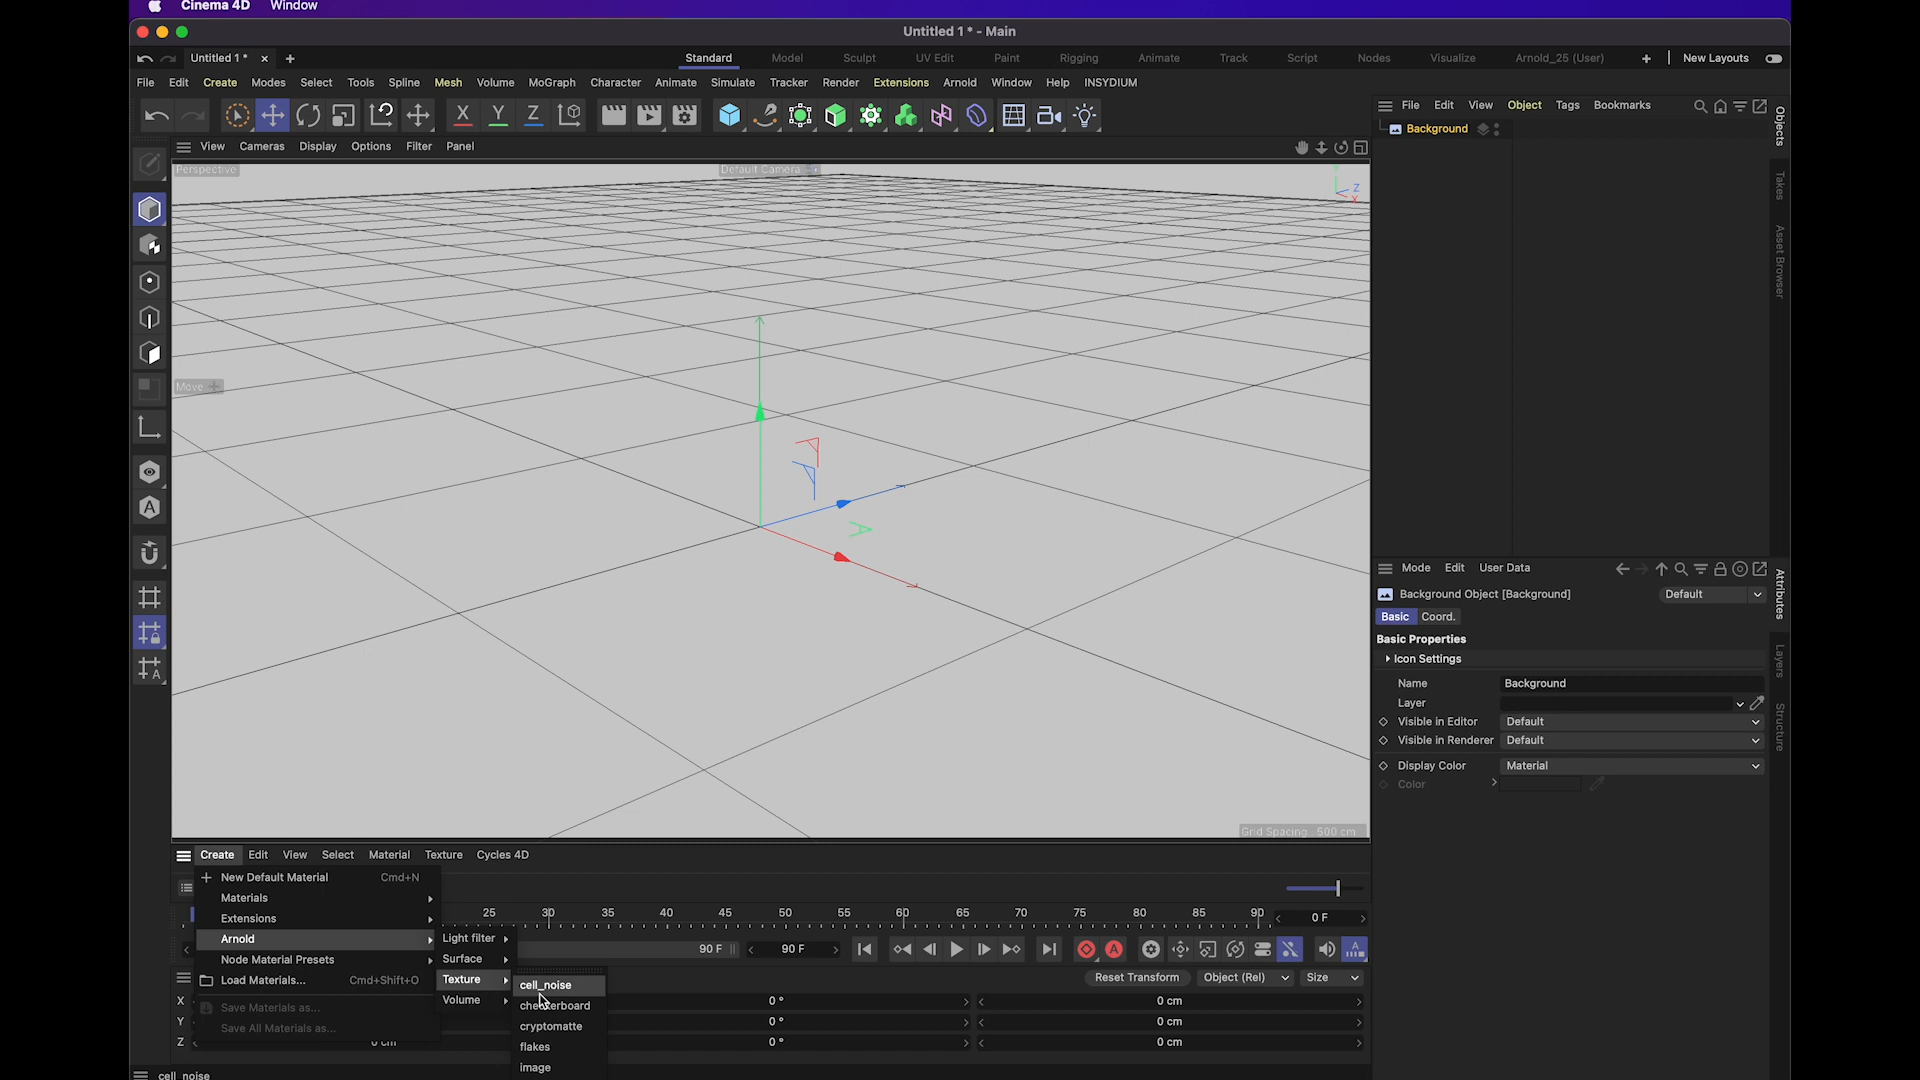 Cinema 4D Window
Untitled 1 * - Main
Untitled 1 * × + Standard Model Sculpt UV Edit Paint Rigging Animate Track Script Nodes Visualize Arnold_25 (User) + New Layouts
File Edit Create Modes Select Tools Spline Mesh Volume MoGraph Character Animate Simulate Tracker Render Extensions Arnold Window Help INSYDIUM
X Y Z
File Edit View Object Tags Bookmarks
Background
Objects
Takes
Asset Browser
View Cameras Display Options Filter Panel
Perspective
Default Camera
Y
Z
X
Move
Grid Spacing : 500 cm
Mode Edit User Data
Background Object [Background] Default
Basic Coord.
Basic Properties
Icon Settings
Name Background
Layer
Visible in Editor Default
Visible in Renderer Default
Display Color Material
Color
Attributes
Layers
Structure
Create Edit View Select Material Texture Cycles 4D
New Default Material Cmd+N
Materials
Extensions
Arnold
Node Material Presets
Load Materials... Cmd+Shift+O
Save Materials as...
Save All Materials as...
Light filter
Surface
Texture
Volume
cell_noise
checkerboard
cryptomatte
flakes
image
25 30 35 40 45 50 55 60 65 70 75 80 85 90 0 F
90 F 90 F
Reset Transform Object (Rel) Size
X 0 ° 0 cm
Y 0 ° 0 cm
Z 0 cm 0 ° 0 cm
cell_noise